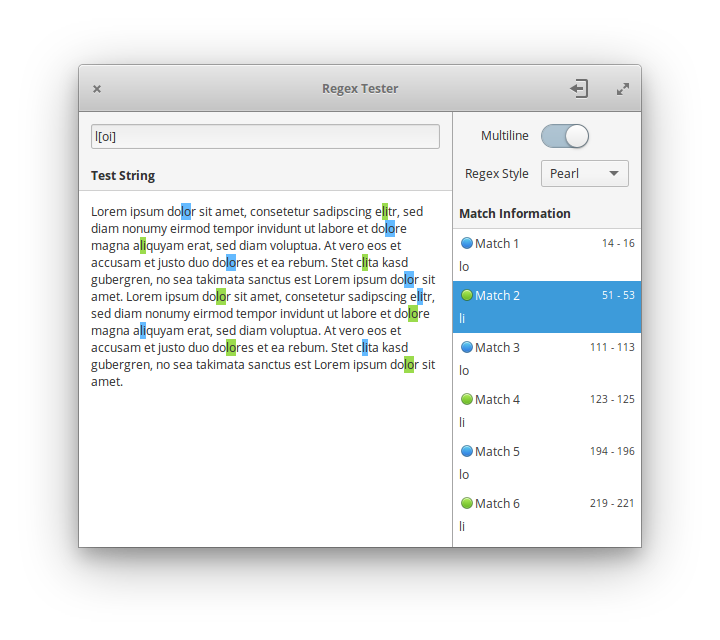 Regex Tester
l[oi]
Test String
Lorem ipsum dolor sit amet, consetetur sadipscing elitr, sed
diam nonumy eirmod tempor invidunt ut labore et dolore
magna aliquyam erat, sed diam voluptua. At vero eos et
accusam et justo duo dolores et ea rebum. Stet clita kasd
gubergren, no sea takimata sanctus est Lorem ipsum dolor sit
amet. Lorem ipsum dolor sit amet, consetetur sadipscing elitr,
sed diam nonumy eirmod tempor invidunt ut labore et dolore
magna aliquyam erat, sed diam voluptua. At vero eos et
accusam et justo duo dolores et ea rebum. Stet clita kasd
gubergren, no sea takimata sanctus est Lorem ipsum dolor sit
amet.
Multiline
Regex Style Pearl
Match Information
Match 1 14 - 16
lo
Match 2 51 - 53
li
Match 3 111 - 113
lo
Match 4 123 - 125
li
Match 5 194 - 196
lo
Match 6 219 - 221
li